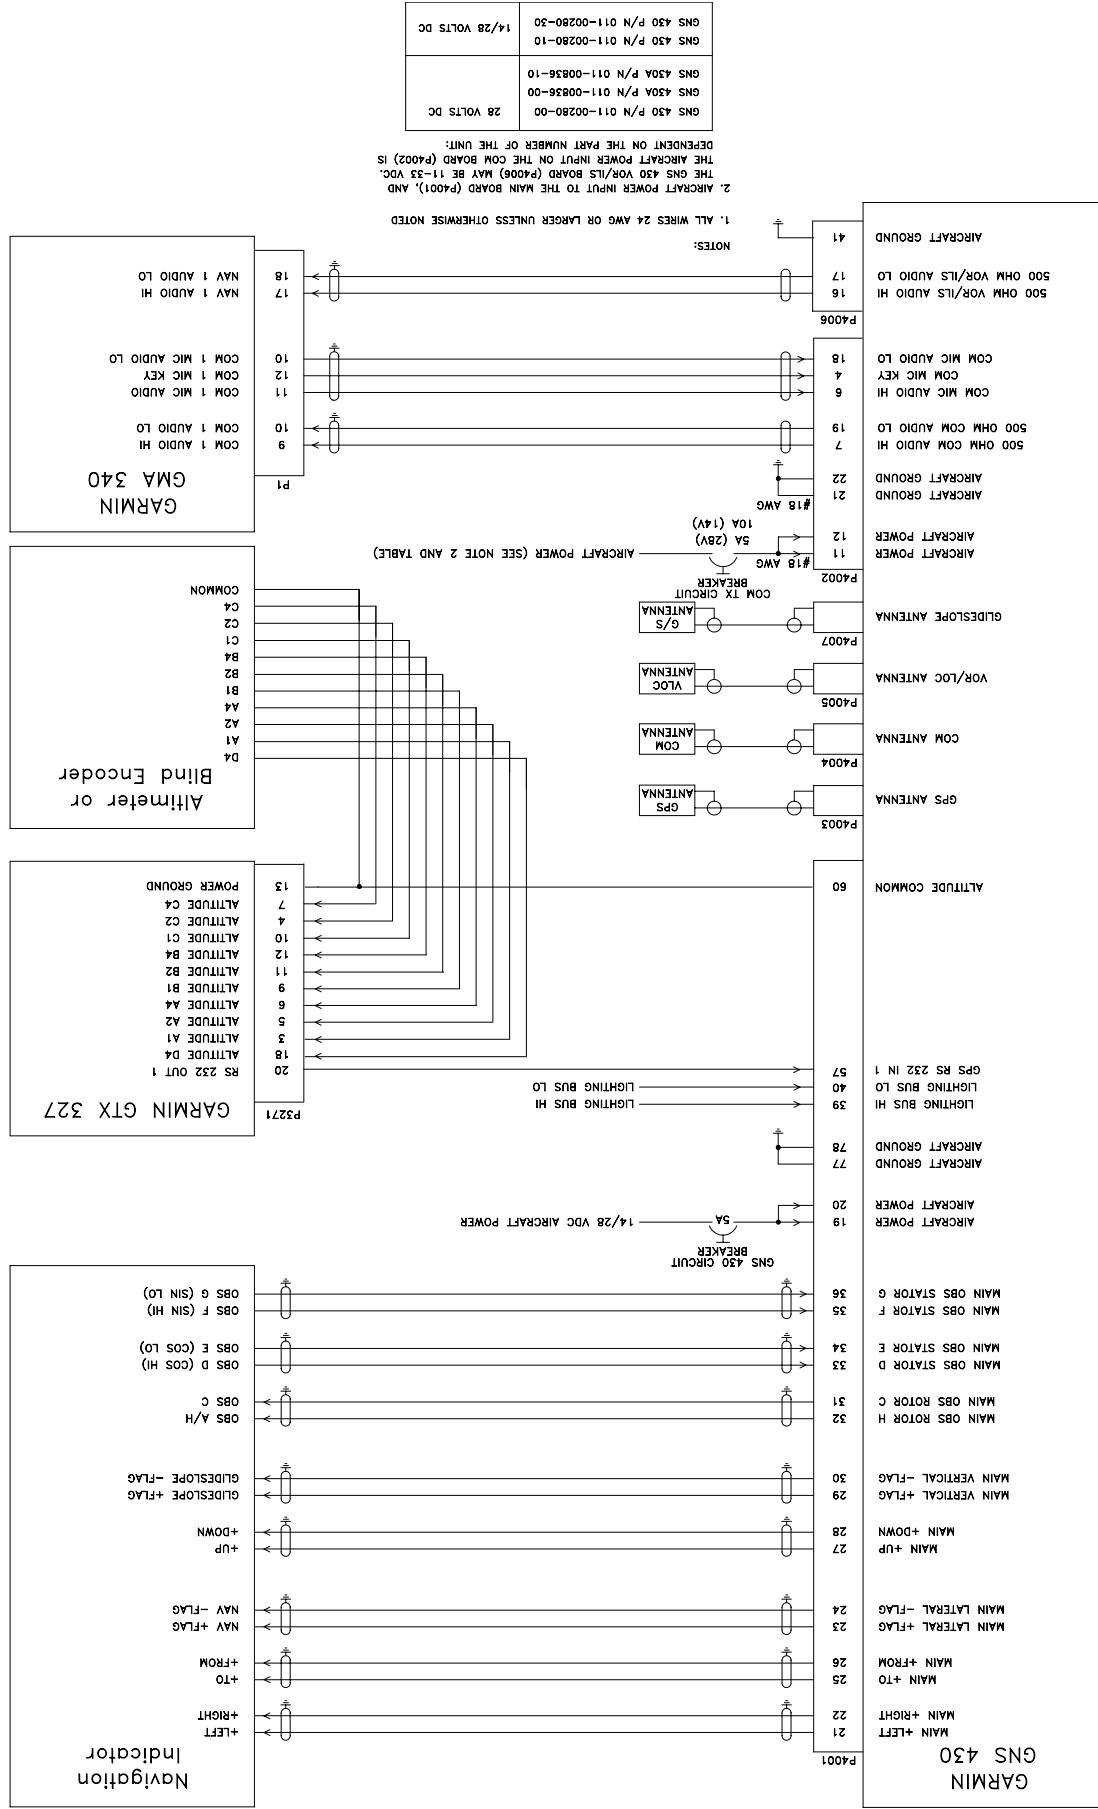 GARMIN
GNS 430
P4001
MAIN +LEFT 21
MAIN +RIGHT 22
MAIN +TO 25
MAIN +FROM 26
MAIN LATERAL +FLAG 23
MAIN LATERAL -FLAG 24
MAIN +UP 27
MAIN +DOWN 28
MAIN VERTICAL +FLAG 29
MAIN VERTICAL -FLAG 30
MAIN OBS ROTOR H 32
MAIN OBS ROTOR C 31
MAIN OBS STATOR D 33
MAIN OBS STATOR E 34
MAIN OBS STATOR F 35
MAIN OBS STATOR G 36
AIRCRAFT POWER 19
AIRCRAFT POWER 20
AIRCRAFT GROUND 77
AIRCRAFT GROUND 78
LIGHTING BUS HI 39
LIGHTING BUS LO 40
GPS RS 232 IN 1 57
ALTITUDE COMMON 60
P4003
GPS ANTENNA
P4004
COM ANTENNA
P4005
VOR/LOC ANTENNA
P4007
GLIDESLOPE ANTENNA
P4002
AIRCRAFT POWER 11
AIRCRAFT POWER 12
AIRCRAFT GROUND 21
AIRCRAFT GROUND 22
500 OHM COM AUDIO HI 7
500 OHM COM AUDIO LO 19
COM MIC AUDIO HI 6
COM MIC KEY 4
COM MIC AUDIO LO 18
P4006
500 OHM VOR/ILS AUDIO HI 16
500 OHM VOR/ILS AUDIO LO 17
AIRCRAFT GROUND 41
GNS 430 CIRCUIT
BREAKER
5A
14/28 VDC AIRCRAFT POWER
LIGHTING BUS HI
LIGHTING BUS LO
GPS
ANTENNA
COM
ANTENNA
VLOC
ANTENNA
G/S
ANTENNA
COM TX CIRCUIT
BREAKER
#18 AWG
5A (28V)
10A (14V)
AIRCRAFT POWER (SEE NOTE 2 AND TABLE)
#18 AWG
Navigation
Indicator
+LEFT
+RIGHT
+TO
+FROM
NAV +FLAG
NAV -FLAG
+UP
+DOWN
GLIDESLOPE +FLAG
GLIDESLOPE -FLAG
OBS A/H
OBS C
OBS D (COS HI)
OBS E (COS LO)
OBS F (SIN HI)
OBS G (SIN LO)
P3271
GARMIN GTX 327
20 RS 232 OUT 1
18 ALTITUDE D4
3 ALTITUDE A1
5 ALTITUDE A2
6 ALTITUDE A4
9 ALTITUDE B1
11 ALTITUDE B2
12 ALTITUDE B4
10 ALTITUDE C1
4 ALTITUDE C2
7 ALTITUDE C4
13 POWER GROUND
Altimeter or
Blind Encoder
D4
A1
A2
A4
B1
B2
B4
C1
C2
C4
COMMON
P1
GARMIN
GMA 340
9 COM 1 AUDIO HI
10 COM 1 AUDIO LO
11 COM 1 MIC AUDIO
12 COM 1 MIC KEY
10 COM 1 MIC AUDIO LO
17 NAV 1 AUDIO HI
18 NAV 1 AUDIO LO
NOTES:
1. ALL WIRES 24 AWG OR LARGER UNLESS OTHERWISE NOTED
2. AIRCRAFT POWER INPUT TO THE MAIN BOARD (P4001), AND
THE GNS 430 VOR/ILS BOARD (P4006) MAY BE 11-33 VDC.
THE AIRCRAFT POWER INPUT ON THE COM BOARD (P4002) IS
DEPENDENT ON THE PART NUMBER OF THE UNIT:
GNS 430 P/N 011-00280-00 28 VOLTS DC
GNS 430A P/N 011-00836-00
GNS 430A P/N 011-00836-10
GNS 430 P/N 011-00280-10 14/28 VOLTS DC
GNS 430 P/N 011-00280-30